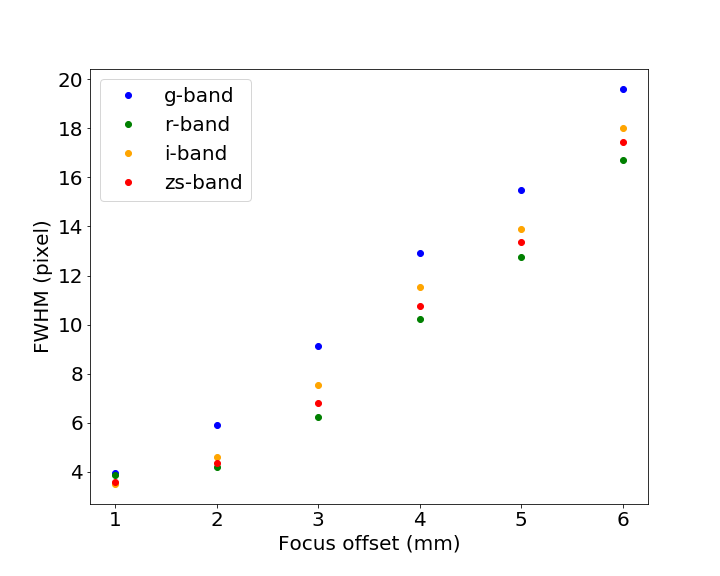 g-band
r-band
i-band
zs-band
20
18
16
14
12
10
8
6
4
FWHM (pixel)
1 2 3 4 5 6
Focus offset (mm)